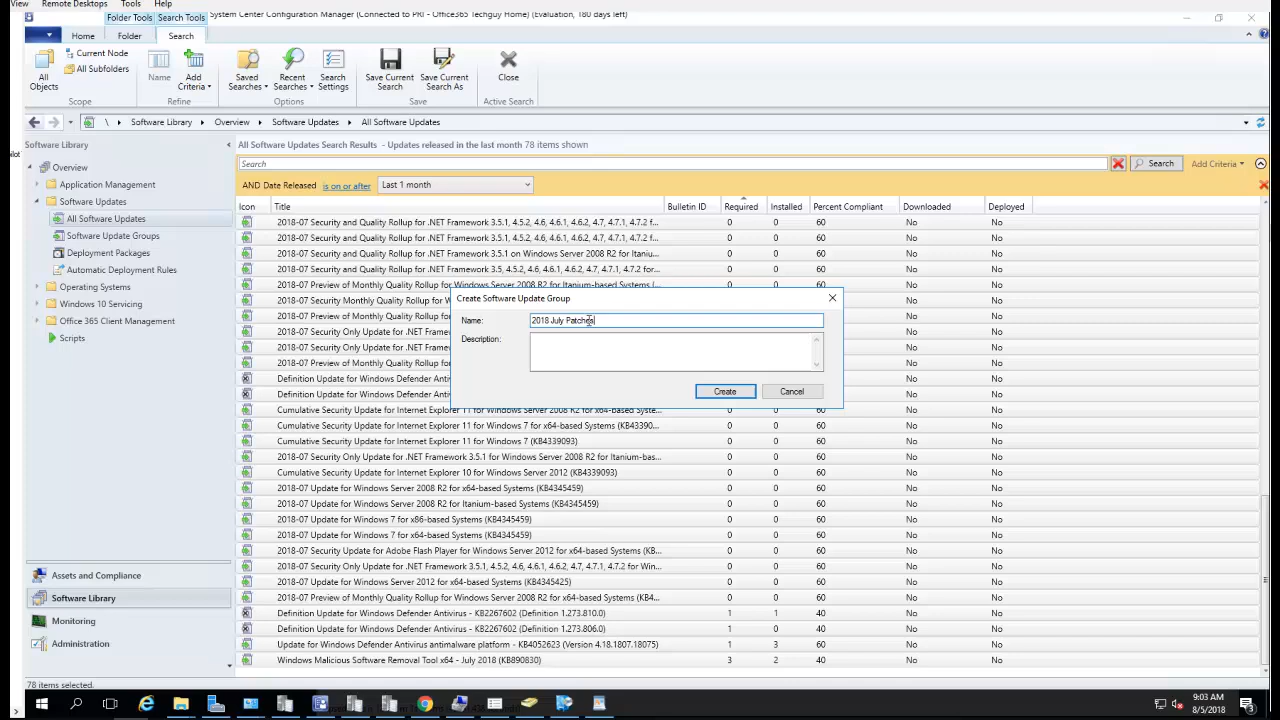 View Remote Desktops Tools Help
Folder Tools Search Tools System Center Configuration Manager (Connected to PRI - Office365 Techguy Home) (Evaluation, 180 days left)
Home Folder Search
All Objects
Current Node
All Subfolders
Name
Add Criteria
Saved Searches
Recent Searches
Search Settings
Save Current Search
Save Current Search As
Close
Scope Refine Options Save Active Search
\ Software Library Overview Software Updates All Software Updates
Software Library
Overview
Application Management
Software Updates
All Software Updates
Software Update Groups
Deployment Packages
Automatic Deployment Rules
Operating Systems
Windows 10 Servicing
Office 365 Client Management
Scripts
Assets and Compliance
Software Library
Monitoring
Administration
All Software Updates Search Results - Updates released in the last month 78 items shown
Search Search Add Criteria
AND Date Released is on or after Last 1 month
Icon Title Bulletin ID Required Installed Percent Compliant Downloaded Deployed
2018-07 Security and Quality Rollup for .NET Framework 3.5.1, 4.5.2, 4.6, 4.6.1, 4.6.2, 4.7, 4.7.1, 4.7.2 f... 0 0 60 No No
2018-07 Security and Quality Rollup for .NET Framework 3.5.1, 4.5.2, 4.6, 4.6.1, 4.6.2, 4.7, 4.7.1, 4.7.2 f... 0 0 60 No No
2018-07 Security and Quality Rollup for .NET Framework 3.5.1 on Windows Server 2008 R2 for Itaniu... 0 0 60 No No
2018-07 Security and Quality Rollup for .NET Framework 3.5, 4.5.2, 4.6, 4.6.1, 4.6.2, 4.7, 4.7.1, 4.7.2 for... 0 0 60 No No
2018-07 Preview of Monthly Quality Rollup for Windows Server 2008 R2 for Itanium-based Systems (... 0 0 60 No No
2018-07 Security Monthly Quality Rollup for W
2018-07 Preview of Monthly Quality Rollup for
2018-07 Security Only Update for .NET Framew
2018-07 Security Only Update for .NET Framew
2018-07 Preview of Monthly Quality Rollup for
Definition Update for Windows Defender Antivir
Definition Update for Windows Defender Antivir
Create Software Update Group
Name: 2018 July Patches
Description:
Create Cancel
Cumulative Security Update for Internet Explorer 11 for Windows Server 2008 R2 for x64-based Syste... 0 0 60 No No
Cumulative Security Update for Internet Explorer 11 for Windows 7 for x64-based Systems (KB43390... 0 0 60 No No
Cumulative Security Update for Internet Explorer 11 for Windows 7 (KB4339093) 0 0 60 No No
2018-07 Security Only Update for .NET Framework 3.5.1 on Windows Server 2008 R2 for Itanium-bas... 0 0 60 No No
Cumulative Security Update for Internet Explorer 10 for Windows Server 2012 (KB4339093) 0 0 60 No No
2018-07 Update for Windows Server 2008 R2 for x64-based Systems (KB4345459) 0 0 60 No No
2018-07 Update for Windows Server 2008 R2 for Itanium-based Systems (KB4345459) 0 0 60 No No
2018-07 Update for Windows 7 for x86-based Systems (KB4345459) 0 0 60 No No
2018-07 Update for Windows 7 for x64-based Systems (KB4345459) 0 0 60 No No
2018-07 Security Update for Adobe Flash Player for Windows Server 2012 for x64-based Systems (KB... 0 0 60 No No
2018-07 Security Only Update for .NET Framework 3.5, 4.5.2, 4.6, 4.6.1, 4.6.2, 4.7, 4.7.1, 4.7.2 for Win... 0 0 60 No No
2018-07 Update for Windows Server 2012 for x64-based Systems (KB4345425) 0 0 60 No No
2018-07 Preview of Monthly Quality Rollup for Windows Server 2008 R2 for x64-based Systems (KB4... 0 0 60 No No
Definition Update for Windows Defender Antivirus - KB2267602 (Definition 1.273.810.0) 1 1 40 No No
Definition Update for Windows Defender Antivirus - KB2267602 (Definition 1.273.806.0) 1 0 40 No No
Update for Windows Defender Antivirus antimalware platform - KB4052623 (Version 4.18.1807.18075) 1 3 60 No No
Windows Malicious Software Removal Tool x64 - July 2018 (KB890830) 3 2 40 No No
78 items selected.
9:03 AM
8/5/2018